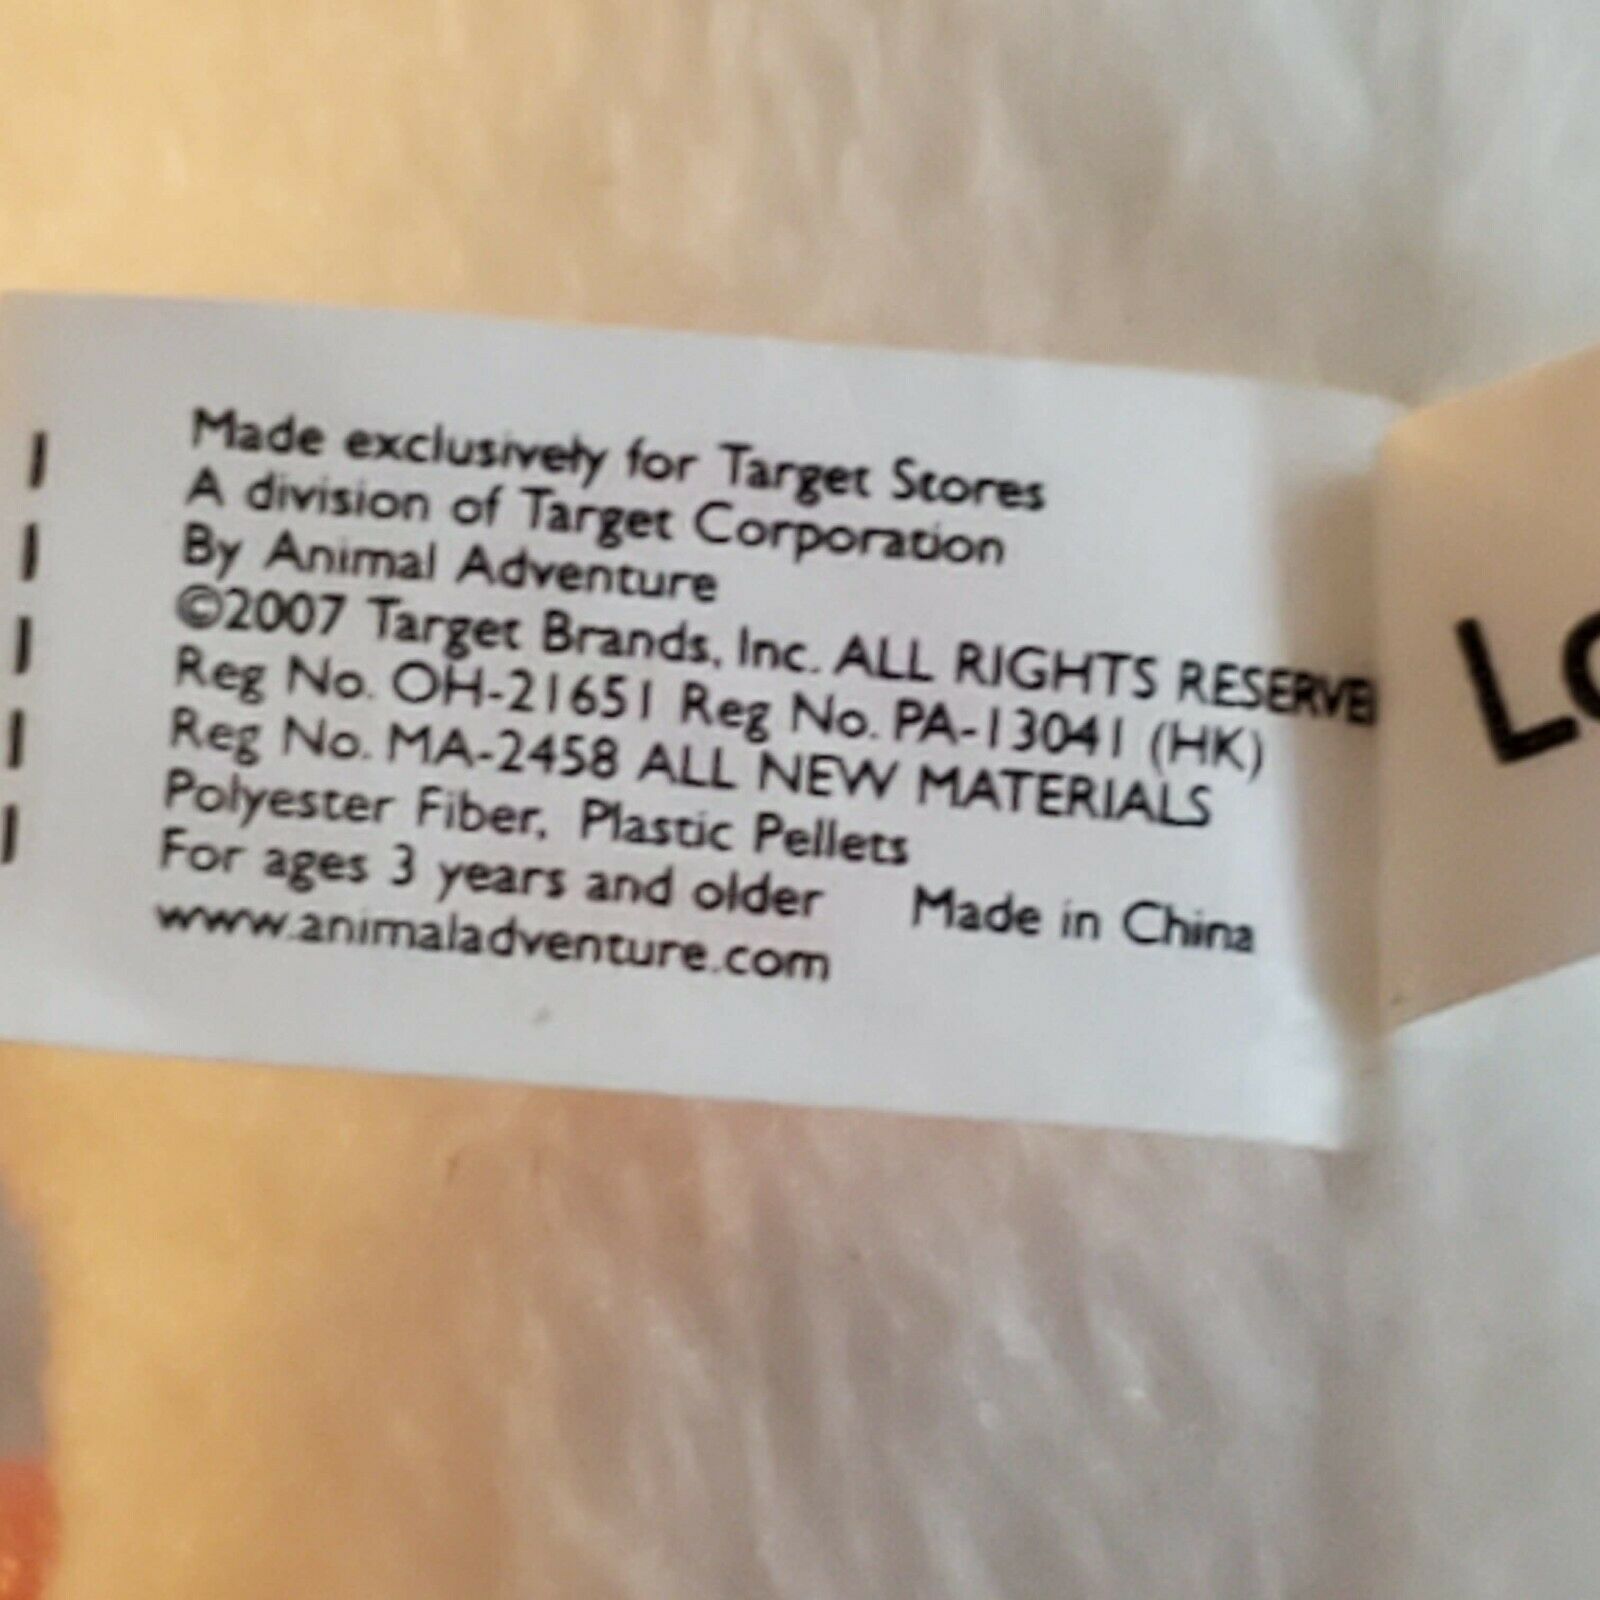 Made exclusively for Target Stores
A division of Target Corporation
By Animal Adventure
©2007 Target Brands, Inc. ALL RIGHTS RESERVE
Reg No. OH-21651 Reg No. PA-13041 (HK)
Reg No. MA-2458 ALL NEW MATERIALS
Polyester Fiber, Plastic Pellets
For ages 3 years and older Made in China
www.animaladventure.com